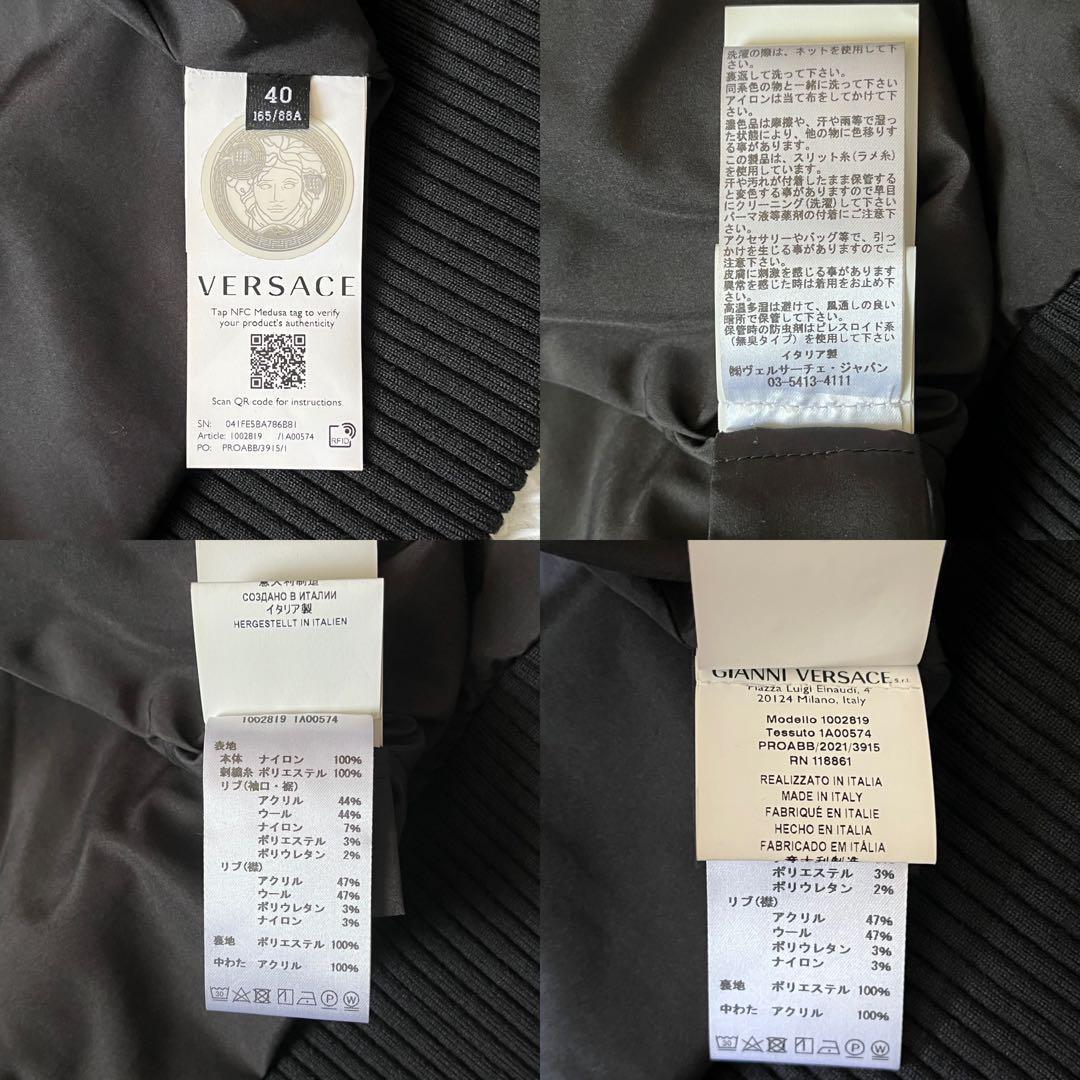 40
165/88A
VERSACE
Tap NFC Medusa tag to verify
your product's authenticity
Scan QR code for instructions
SN: 041FE5BA786B81
Article: 1002819 /1A00574
PO: PROABB/3915/1
RFID
洗濯の際は、ネットを使用して下
さい。
裏返して洗って下さい。
同系色の物と一緒に洗って下さい
アイロンは当て布をしてかけて下
さい。
濃色品は摩擦や、汗や雨等で湿っ
た状態により、他の物に色移りす
る事があります。
この製品は、スリット糸(ラメ糸)
を使用しています。
汗や汚れが付着したまま保管する
と変色する事がありますので早目
にクリーニング(洗濯)して下さい
パーマ液等薬剤の付着にご注意下
さい。
アクセサリーやバッグ等で、引っ
かけを生じる事がありますのでご
注意下さい。
皮膚に刺激を感じる事があります
異常を感じた時は着用をお止め下
さい。
高温多湿は避けて、風通しの良い
暗所で保管して下さい。
保管時の防虫剤はピレスロイド系
(無臭タイプ)を使用して下さい
イタリア製
㈱ヴェルサーチェ・ジャパン
03-5413-4111
意大利制造
СОЗДАНО В ИТАЛИИ
イタリア製
HERGESTELLT IN ITALIEN
1002819 1A00574
表地
本体 ナイロン 100%
刺繍糸 ポリエステル 100%
リブ(袖口・裾)
アクリル 44%
ウール 44%
ナイロン 7%
ポリエステル 3%
ポリウレタン 2%
リブ(襟)
アクリル 47%
ウール 47%
ポリウレタン 3%
ナイロン 3%
裏地 ポリエステル 100%
中わた アクリル 100%
30 P W
GIANNI VERSACE s.r.l.
Piazza Luigi Einaudi, 4
20124 Milano, Italy
Modello 1002819
Tessuto 1A00574
PROABB/2021/3915
RN 118861
REALIZZATO IN ITALIA
MADE IN ITALY
FABRIQUÉ EN ITALIE
HECHO EN ITALIA
FABRICADO EM ITÁLIA
意大利制造
ポリエステル 3%
ポリウレタン 2%
リブ(襟)
アクリル 47%
ウール 47%
ポリウレタン 3%
ナイロン 3%
裏地 ポリエステル 100%
中わた アクリル 100%
30 P W